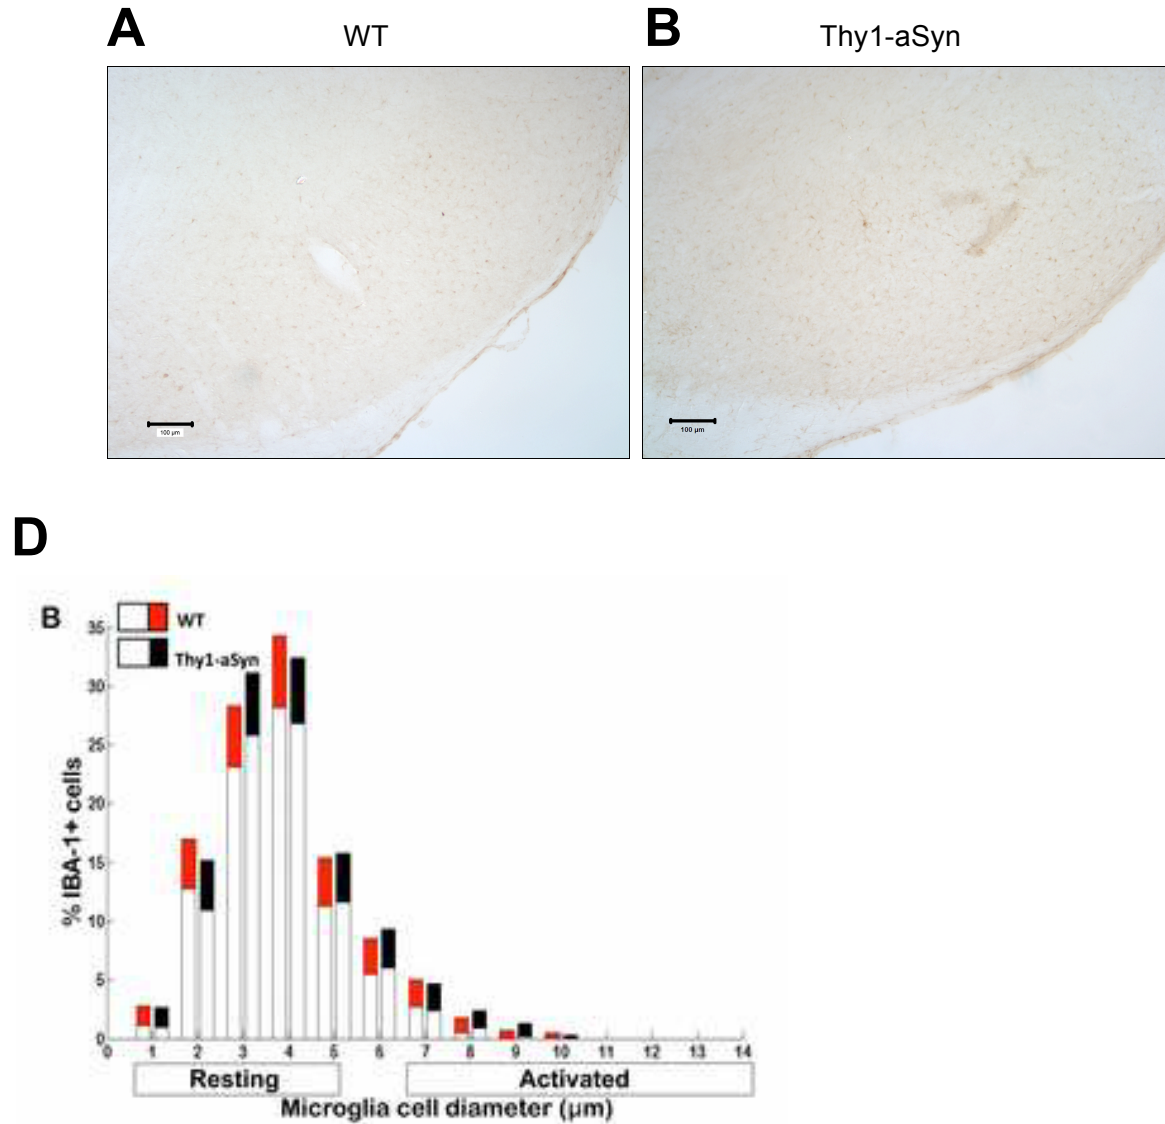 A WT
B Thy1-aSyn
100 µm
100 µm
D
B
WT
Thy1-aSyn
% IBA-1+ cells
35
30
25
20
15
10
5
0
0 1 2 3 4 5 6 7 8 9 10 11 12 13 14
Resting Activated
Microglia cell diameter (µm)